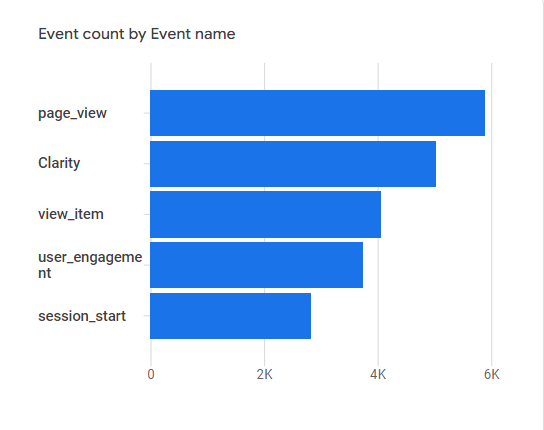 Event count by Event name
page_view
Clarity
view_item
user_engageme
nt
session_start
0 2K 4K 6K